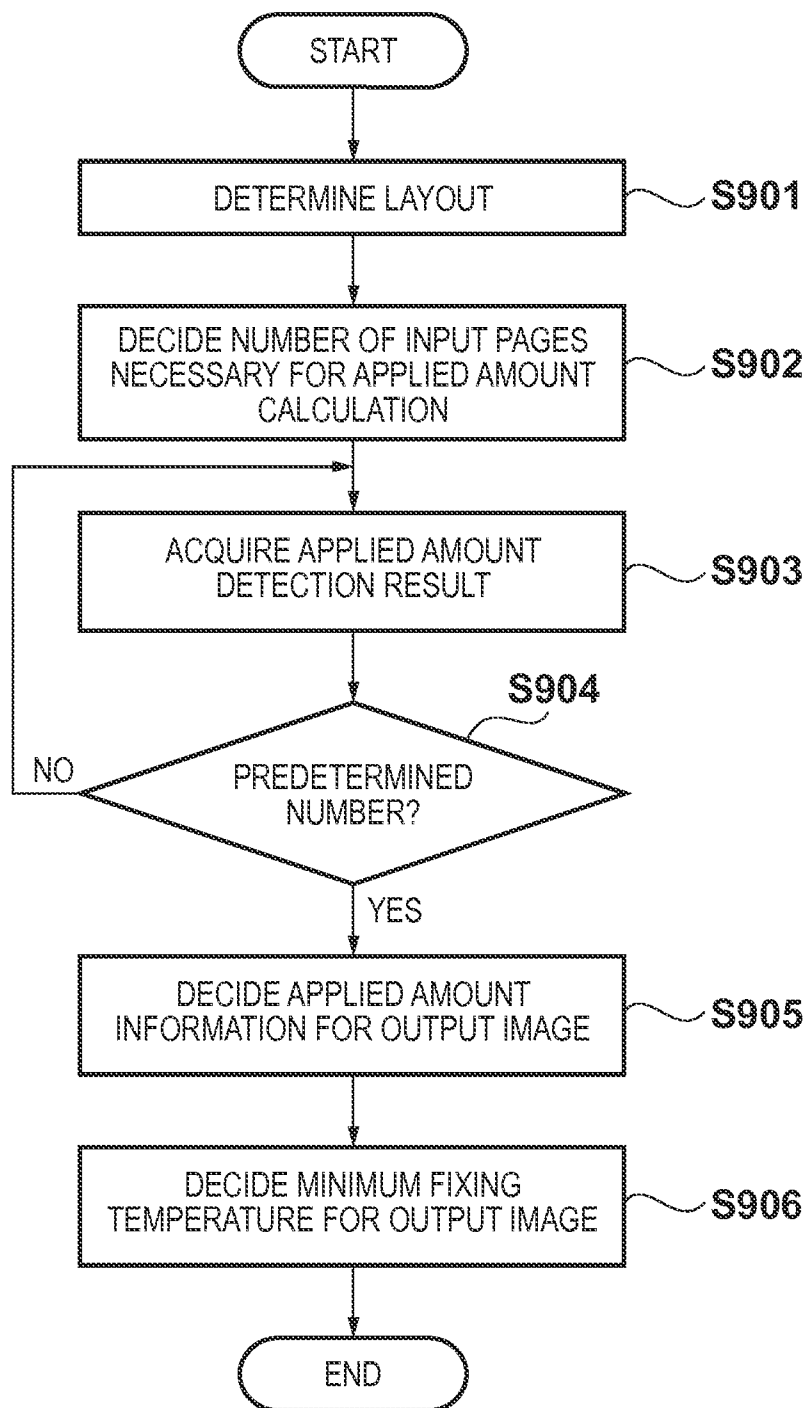 START
DETERMINE LAYOUT
S901
DECIDE NUMBER OF INPUT PAGES
NECESSARY FOR APPLIED AMOUNT
CALCULATION
S902
ACQUIRE APPLIED AMOUNT
DETECTION RESULT
S903
S904
PREDETERMINED
NUMBER?
NO
YES
DECIDE APPLIED AMOUNT
INFORMATION FOR OUTPUT IMAGE
S905
DECIDE MINIMUM FIXING
TEMPERATURE FOR OUTPUT IMAGE
S906
END